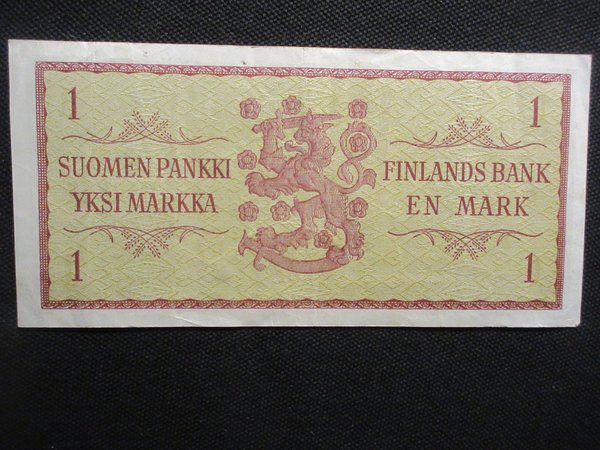 1 1
SUOMEN PANKKI
YKSI MARKKA
FINLANDS BANK
EN MARK
1 1